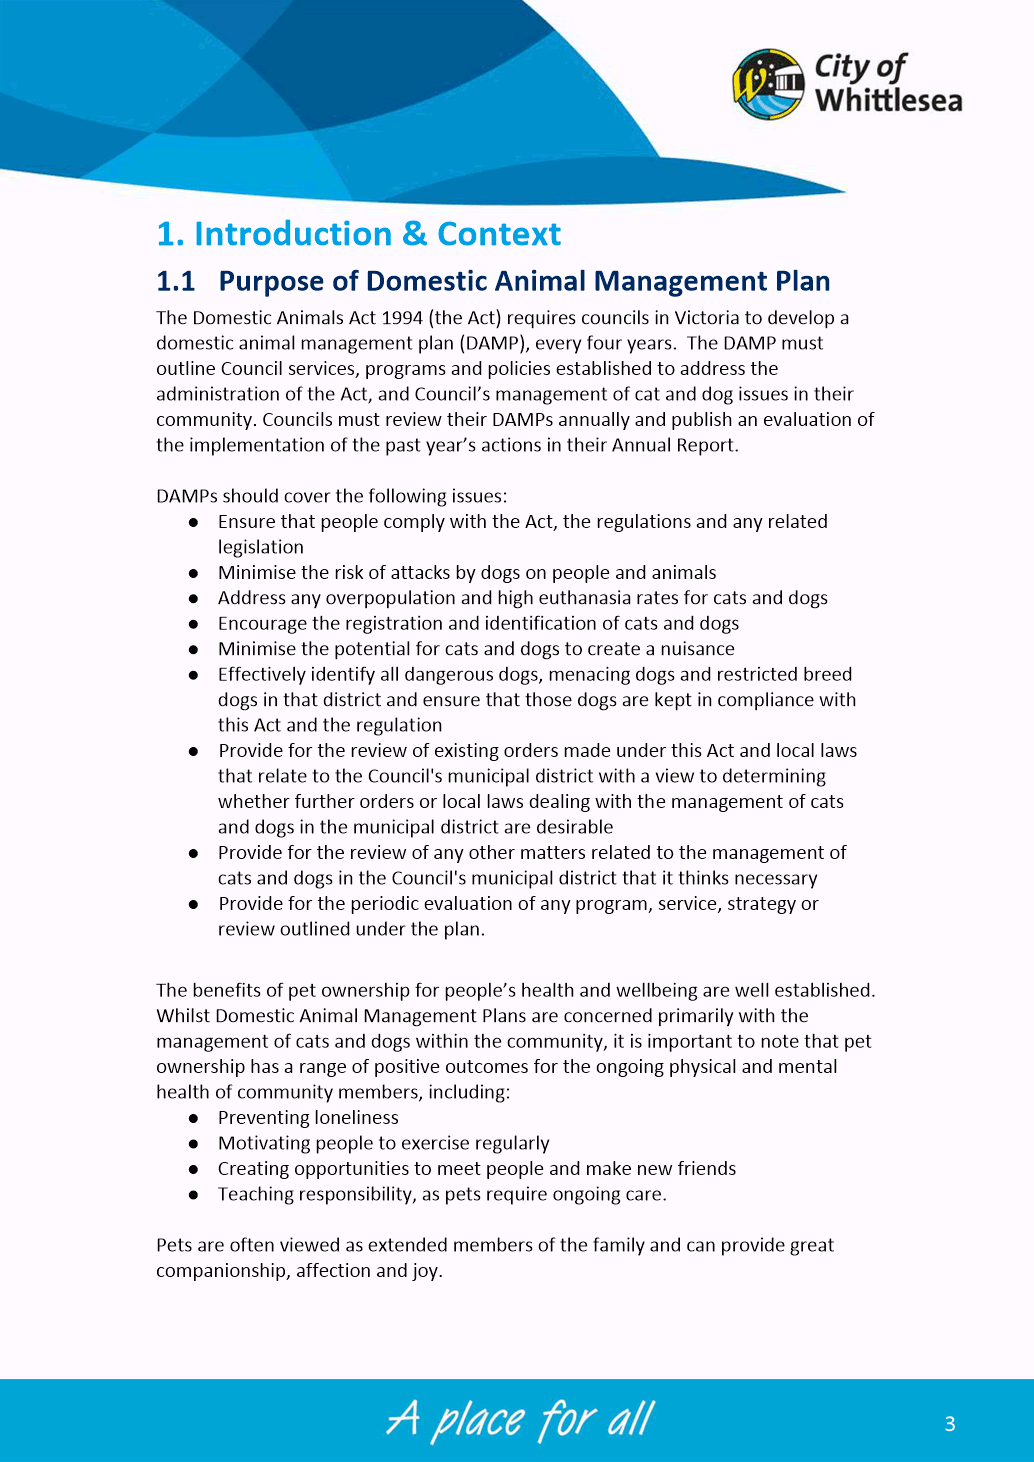 City of
Whittlesea
1. Introduction & Context
1.1 Purpose of Domestic Animal Management Plan
The Domestic Animals Act 1994 (the Act) requires councils in Victoria to develop a
domestic animal management plan (DAMP), every four years. The DAMP must
outline Council services, programs and policies established to address the
administration of the Act, and Council’s management of cat and dog issues in their
community. Councils must review their DAMPs annually and publish an evaluation of
the implementation of the past year’s actions in their Annual Report.
DAMPs should cover the following issues:
● Ensure that people comply with the Act, the regulations and any related
legislation
● Minimise the risk of attacks by dogs on people and animals
● Address any overpopulation and high euthanasia rates for cats and dogs
● Encourage the registration and identification of cats and dogs
● Minimise the potential for cats and dogs to create a nuisance
● Effectively identify all dangerous dogs, menacing dogs and restricted breed
dogs in that district and ensure that those dogs are kept in compliance with
this Act and the regulation
● Provide for the review of existing orders made under this Act and local laws
that relate to the Council's municipal district with a view to determining
whether further orders or local laws dealing with the management of cats
and dogs in the municipal district are desirable
● Provide for the review of any other matters related to the management of
cats and dogs in the Council's municipal district that it thinks necessary
● Provide for the periodic evaluation of any program, service, strategy or
review outlined under the plan.
The benefits of pet ownership for people’s health and wellbeing are well established.
Whilst Domestic Animal Management Plans are concerned primarily with the
management of cats and dogs within the community, it is important to note that pet
ownership has a range of positive outcomes for the ongoing physical and mental
health of community members, including:
● Preventing loneliness
● Motivating people to exercise regularly
● Creating opportunities to meet people and make new friends
● Teaching responsibility, as pets require ongoing care.
Pets are often viewed as extended members of the family and can provide great
companionship, affection and joy.
A place for all
3